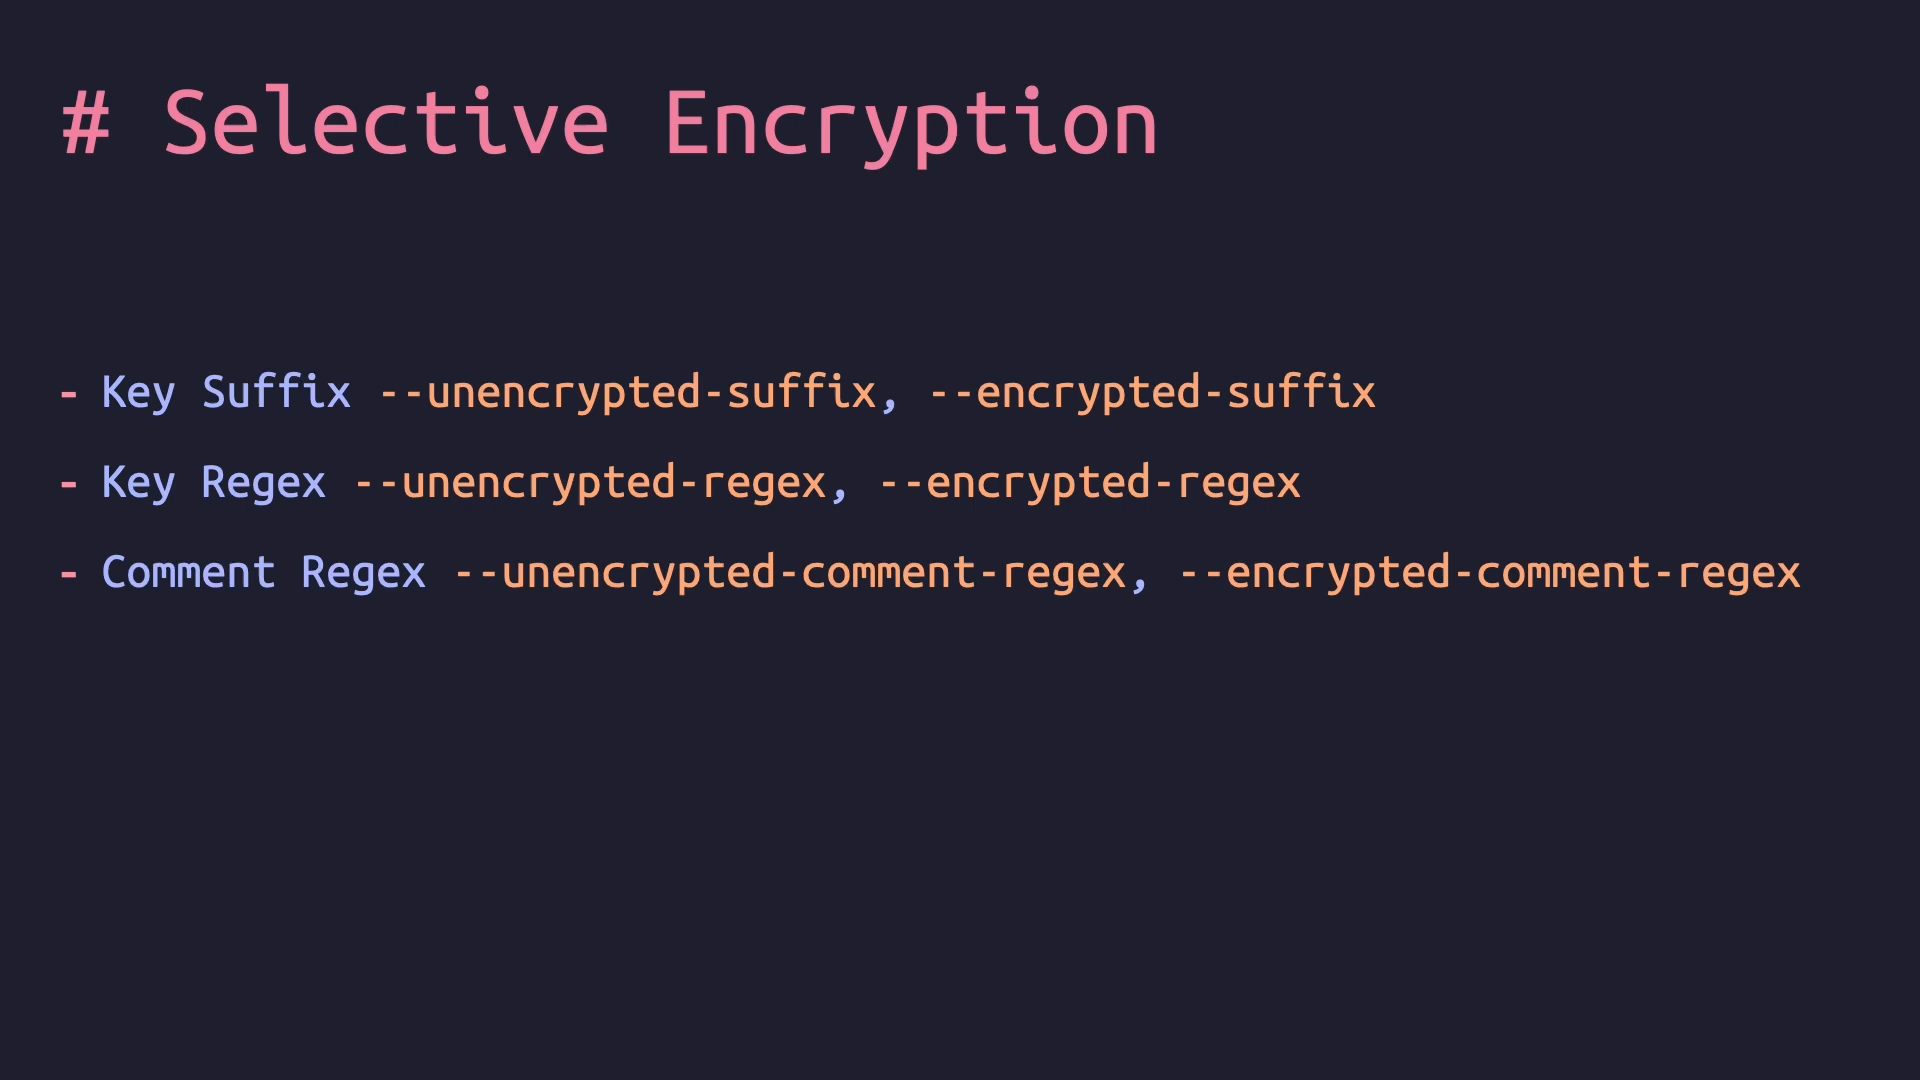 # Selective Encryption
- Key Suffix --unencrypted-suffix, --encrypted-suffix
- Key Regex --unencrypted-regex, --encrypted-regex
- Comment Regex --unencrypted-comment-regex, --encrypted-comment-regex